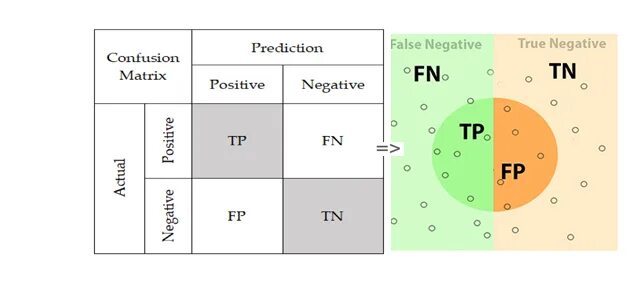 Confusion
Matrix
Prediction
Positive
Negative
Actual
Positive
TP
FN
Negative
FP
TN
=>
False Negative
True Negative
FN
TN
TP
FP